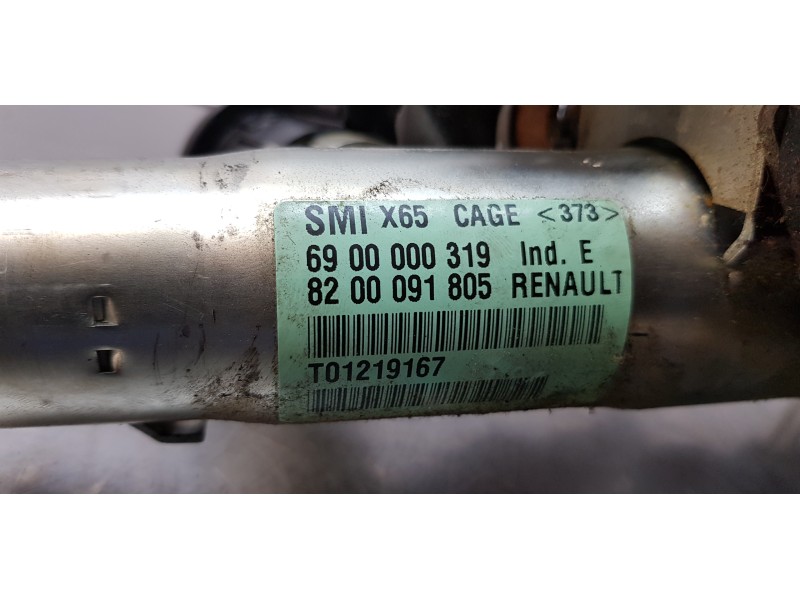 SMI X65 CAGE <373>
69 00 000 319 Ind. E
82 00 091 805 RENAULT
T01219167